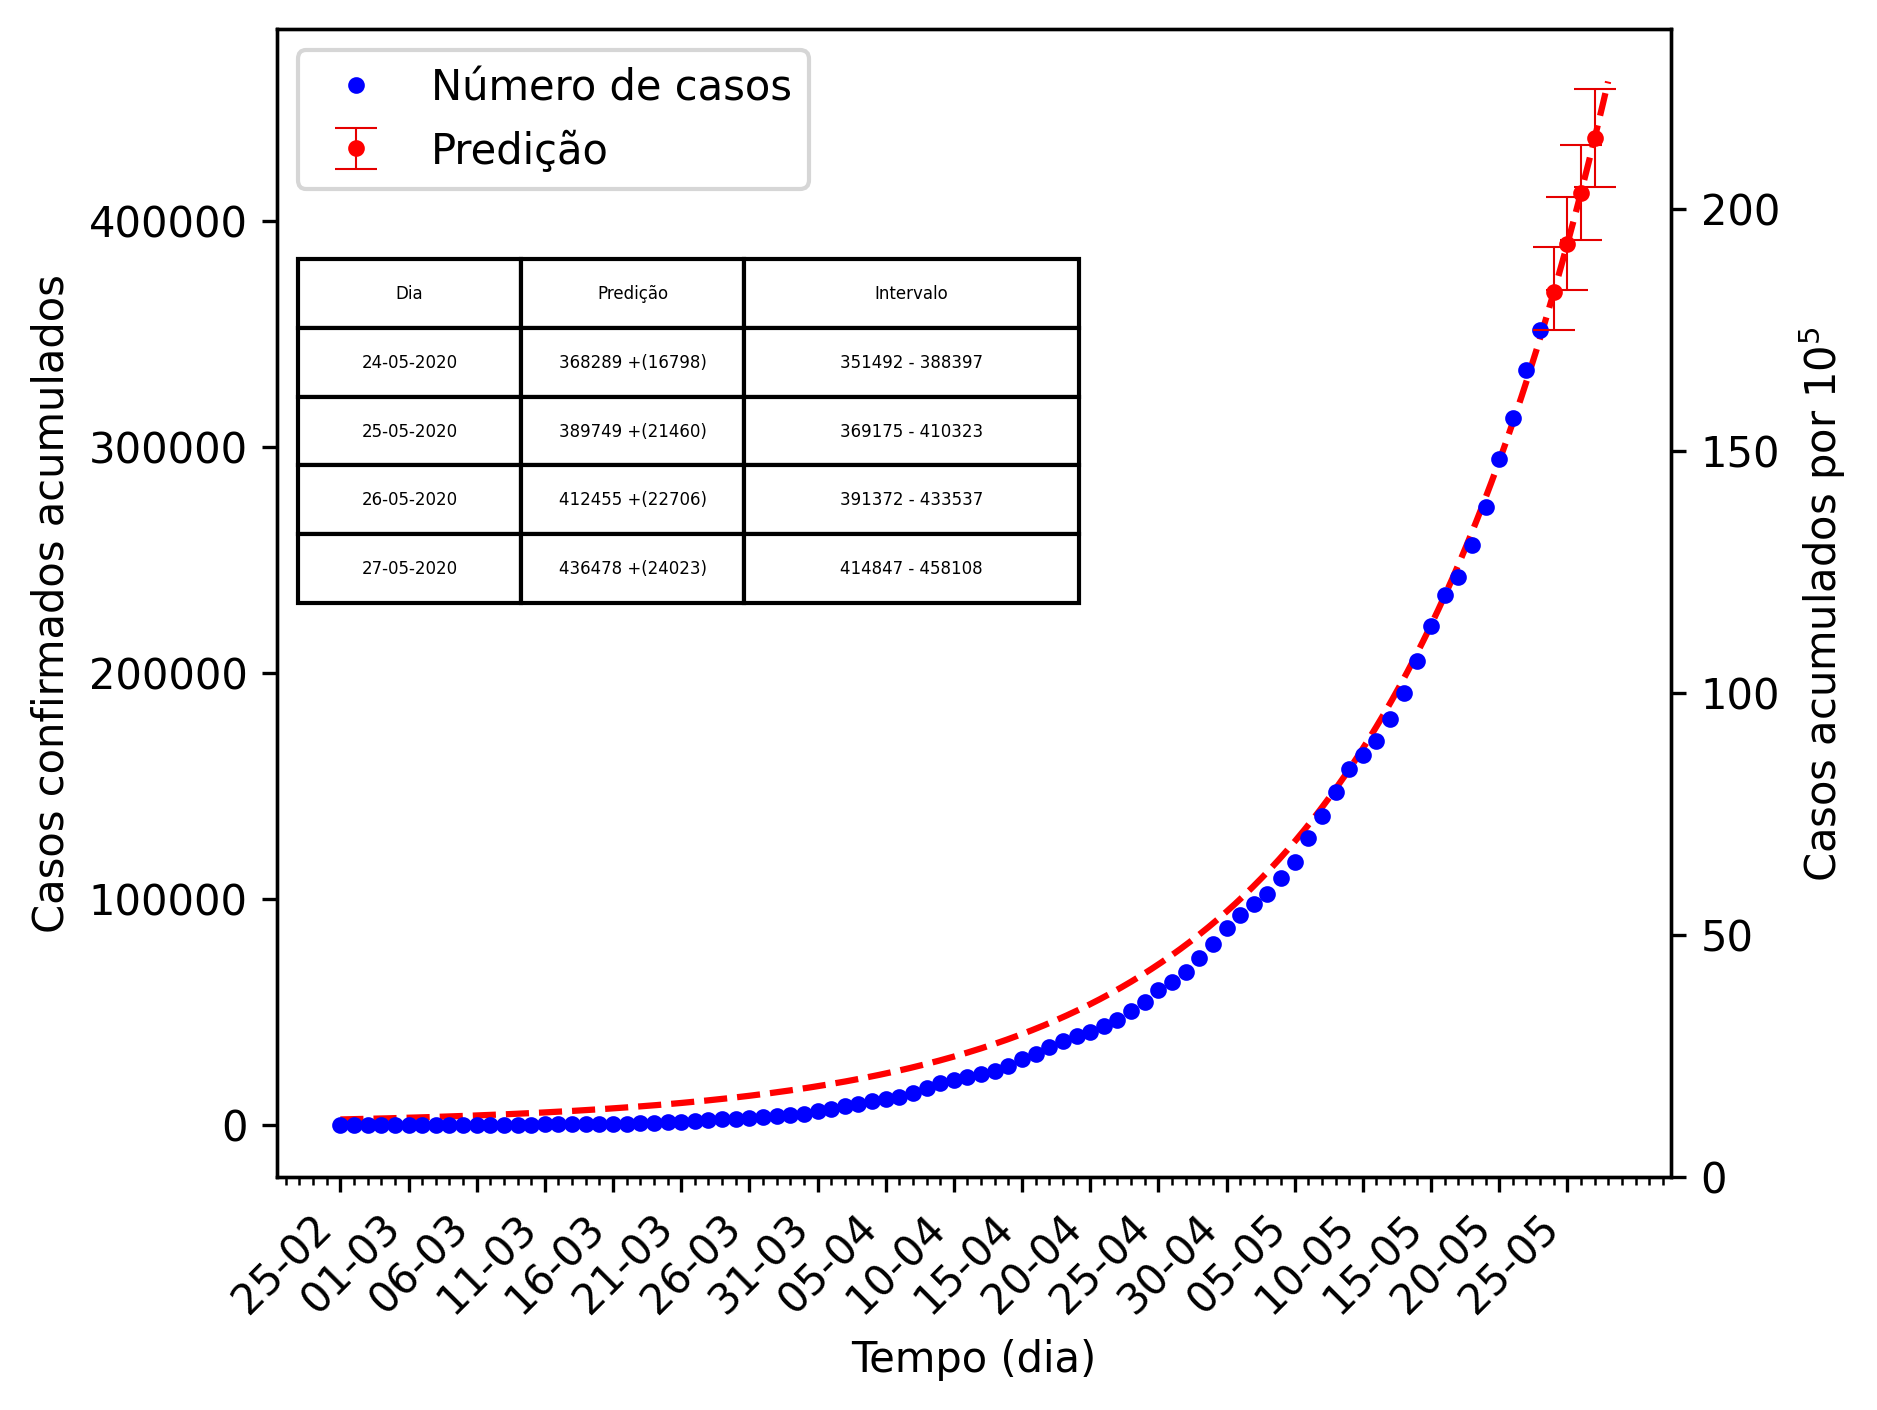 Número de casos
Predição
Dia Predição Intervalo
24-05-2020 368289 +(16798) 351492 - 388397
25-05-2020 389749 +(21460) 369175 - 410323
26-05-2020 412455 +(22706) 391372 - 433537
27-05-2020 436478 +(24023) 414847 - 458108
Casos confirmados acumulados
400000
300000
200000
100000
0
Casos acumulados por 10⁵
200
150
100
50
0
25-02 01-03 06-03 11-03 16-03 21-03 26-03 31-03 05-04 10-04 15-04 20-04 25-04 30-04 05-05 10-05 15-05 20-05 25-05
Tempo (dia)